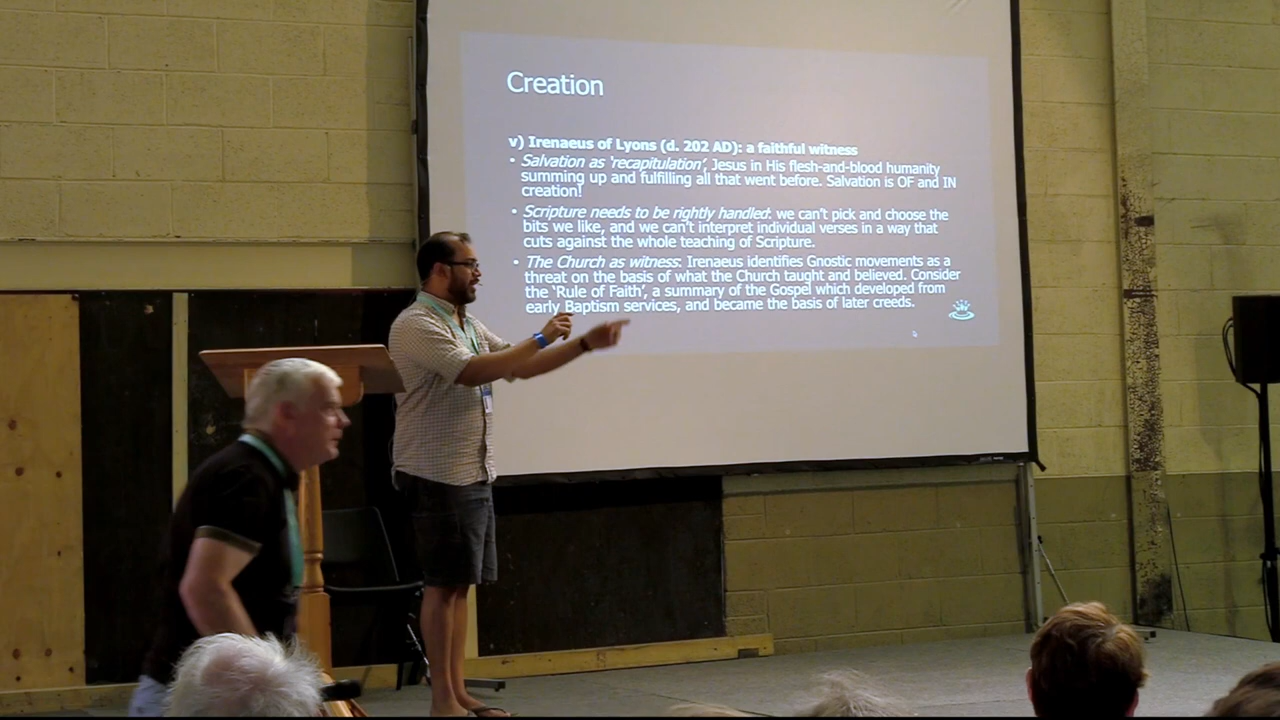 Creation
v) Irenaeus of Lyons (d. 202 AD): a faithful witness
• Salvation as ‘recapitulation’, Jesus in His flesh-and-blood humanity
summing up and fulfilling all that went before. Salvation is OF and IN
creation!
• Scripture needs to be rightly handled: we can’t pick and choose the
bits we like, and we can’t interpret individual verses in a way that
cuts against the whole teaching of Scripture.
• The Church as witness: Irenaeus identifies Gnostic movements as a
threat on the basis of what the Church taught and believed. Consider
the ‘Rule of Faith’, a summary of the Gospel which developed from
early Baptism services, and became the basis of later creeds.